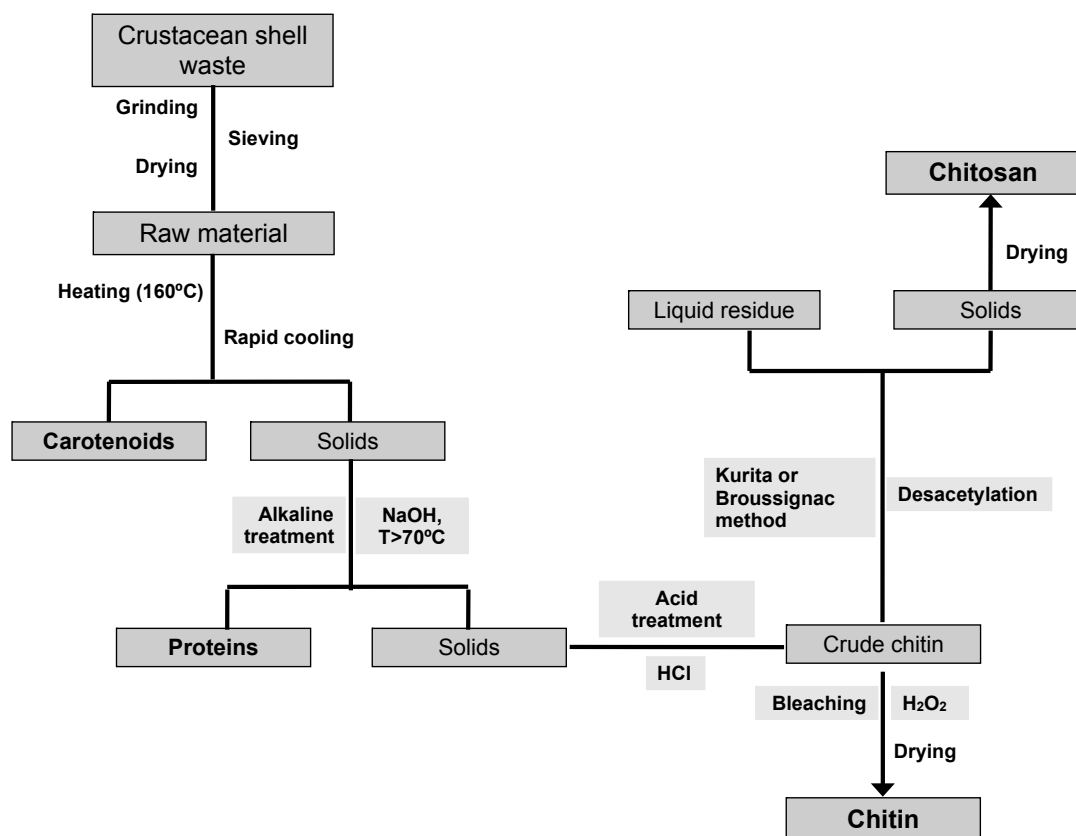 Crustacean shell
waste
Grinding
Sieving
Drying
Raw material
Heating (160ºC)
Rapid cooling
Carotenoids
Solids
Alkaline
treatment
NaOH,
T>70ºC
Proteins
Solids
Acid
treatment
HCl
Crude chitin
Bleaching
H₂O₂
Drying
Chitin
Kurita or
Broussignac
method
Desacetylation
Liquid residue
Solids
Drying
Chitosan